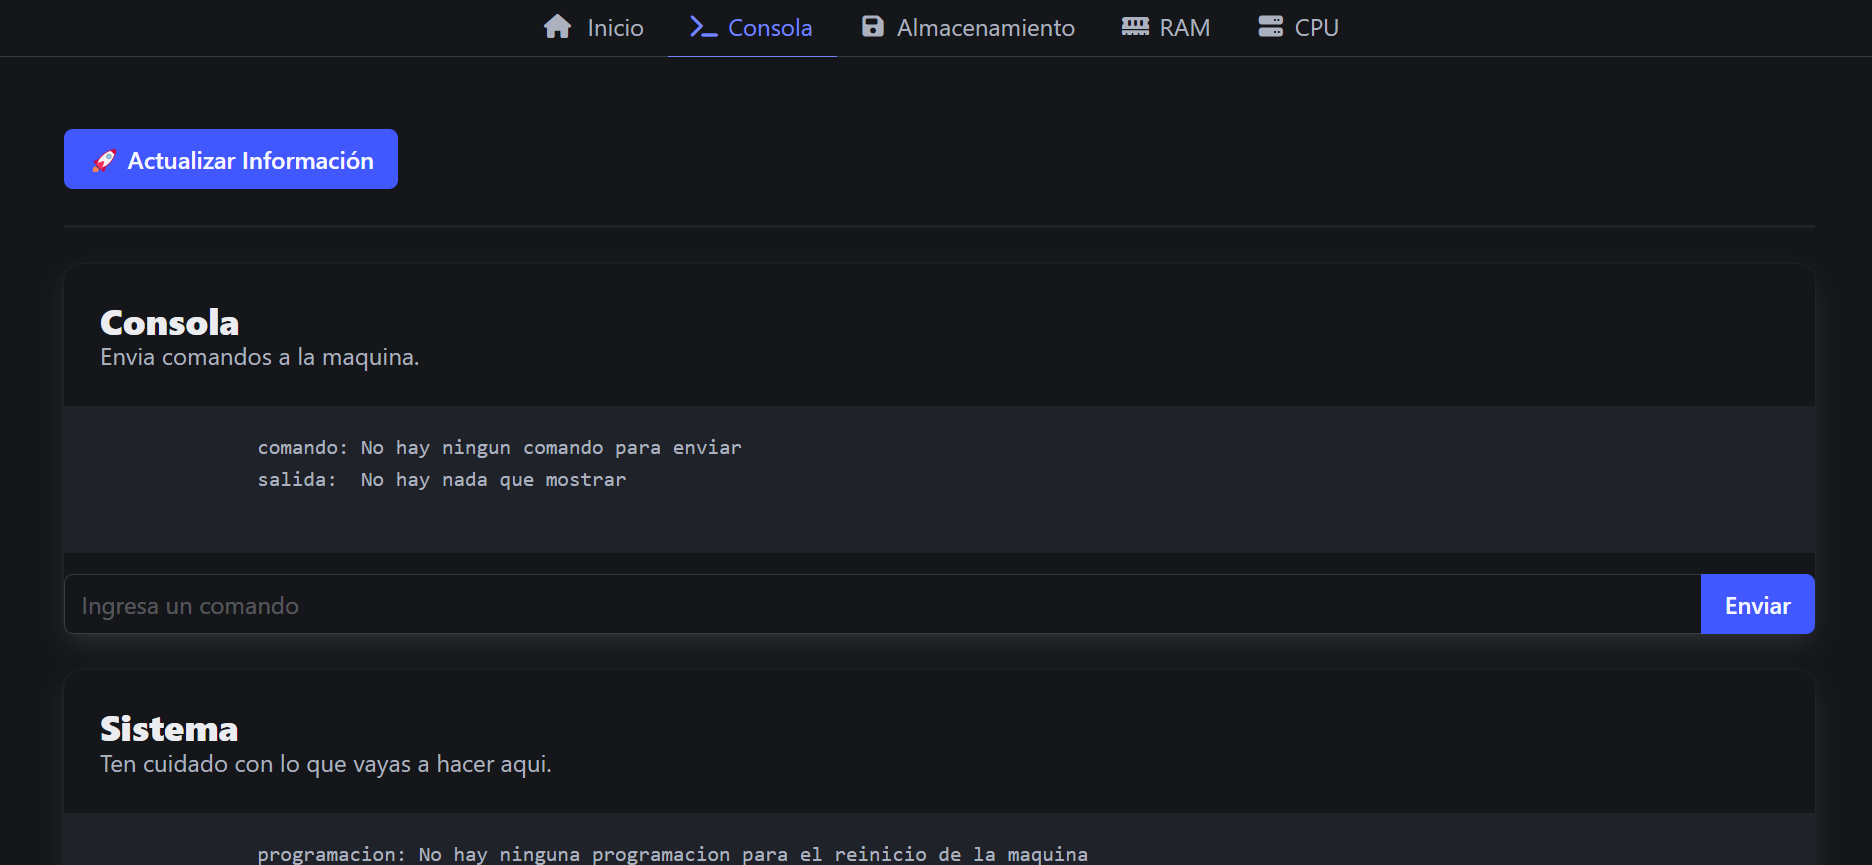 Inicio Consola Almacenamiento RAM CPU
🚀 Actualizar Información
Consola
Envia comandos a la maquina.
comando: No hay ningun comando para enviar
salida:  No hay nada que mostrar
Ingresa un comando Enviar
Sistema
Ten cuidado con lo que vayas a hacer aqui.
programacion: No hay ninguna programacion para el reinicio de la maquina